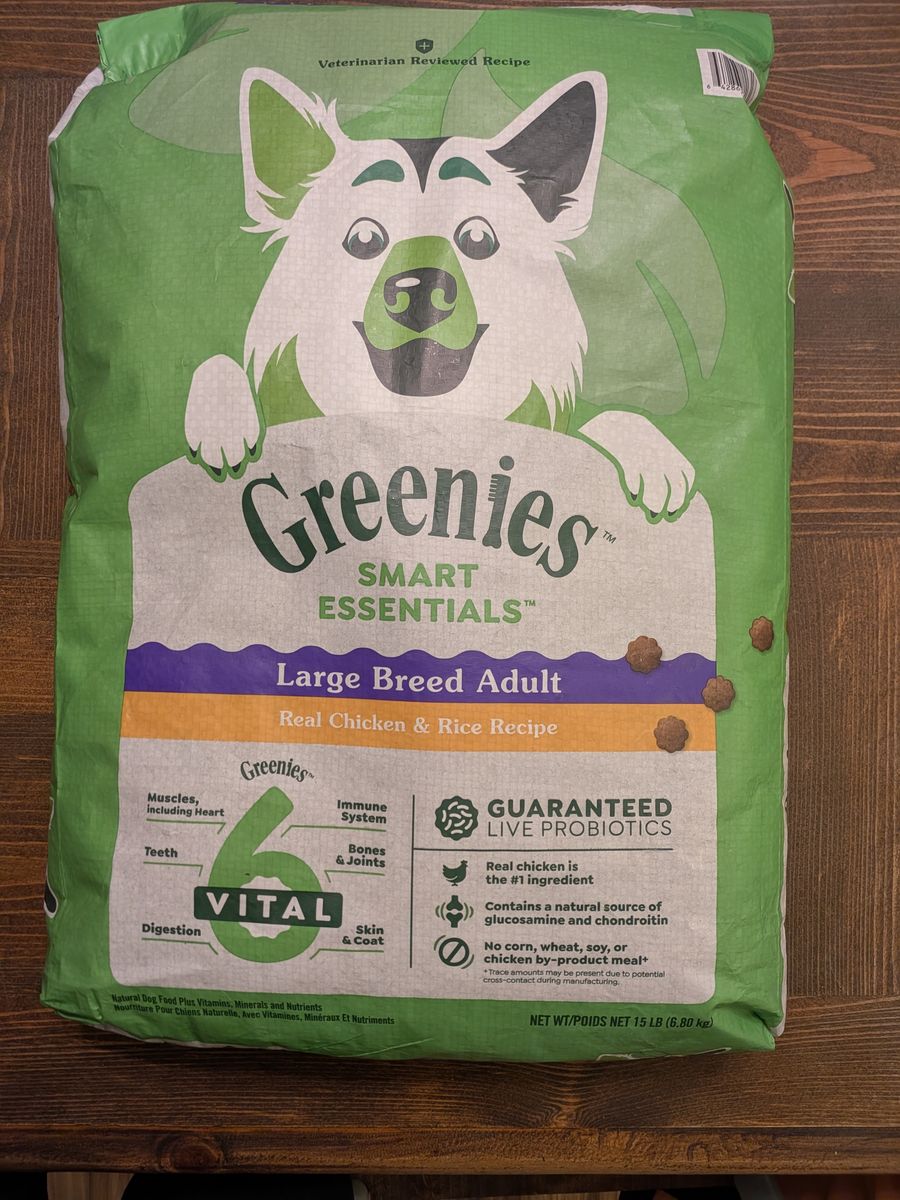 Veterinarian Reviewed Recipe
6 4286
Greenies™
SMART
ESSENTIALS™
Large Breed Adult
Real Chicken & Rice Recipe
Greenies™
6
VITAL
Muscles,
including Heart
Teeth
Digestion
Immune
System
Bones
& Joints
Skin
& Coat
GUARANTEED
LIVE PROBIOTICS
Real chicken is
the #1 ingredient
Contains a natural source of
glucosamine and chondroitin
No corn, wheat, soy, or
chicken by-product meal+
+Trace amounts may be present due to potential
cross-contact during manufacturing.
Natural Dog Food Plus Vitamins, Minerals and Nutrients
Nourriture Pour Chiens Naturelle, Avec Vitamines, Minéraux Et Nutriments
NET WT/POIDS NET 15 LB (6.80 kg)